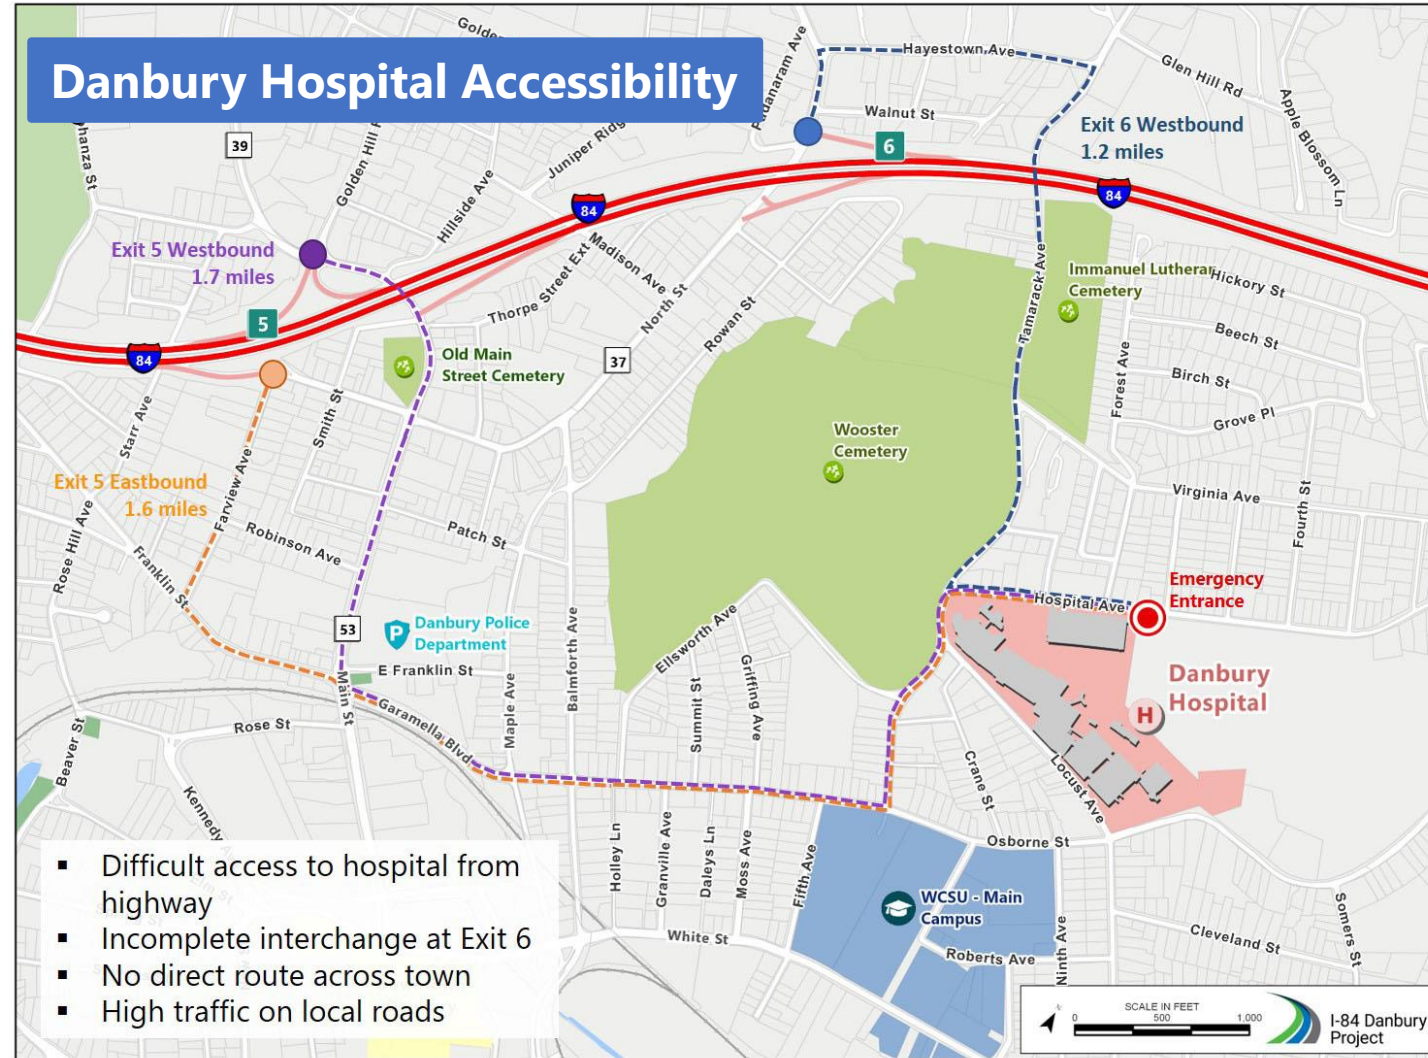 Danbury Hospital Accessibility
Hayestown Ave
Glen Hill Rd
Apple Blossom Ln
Walnut St
Exit 6 Westbound
1.2 miles
6
84
39
Golden Hill
Juniper Ridg
Hillside Ave
84
Exit 5 Westbound
1.7 miles
Madison Ave
Thorpe Street Ext
North St
Rowan St
Tamarack Ave
Immanuel Lutheran
Cemetery
Hickory St
Beech St
Birch St
Grove Pl
Forest Ave
5
84
Old Main
Street Cemetery
37
Starr Ave
Smith St
Wooster
Cemetery
Exit 5 Eastbound
1.6 miles
Farview Ave
Robinson Ave
Patch St
Rose Hill Ave
Franklin St
Virginia Ave
Fourth St
Emergency
Entrance
Hospital Ave
53
P
Danbury Police
Department
E Franklin St
Main St
Garamella Blvd
Maple Ave
Balmforth Ave
Ellsworth Ave
Summit St
Griffing Ave
Danbury
Hospital
H
Beaver St
Rose St
Kennedy
Crane St
Locust Ave
Osborne St
Holley Ln
Granville Ave
Daleys Ln
Moss Ave
Fifth Ave
White St
WCSU - Main
Campus
Roberts Ave
Ninth Ave
Cleveland St
Somers St
▪ Difficult access to hospital from
highway
▪ Incomplete interchange at Exit 6
▪ No direct route across town
▪ High traffic on local roads
SCALE IN FEET
0 500 1,000
I-84 Danbury
Project